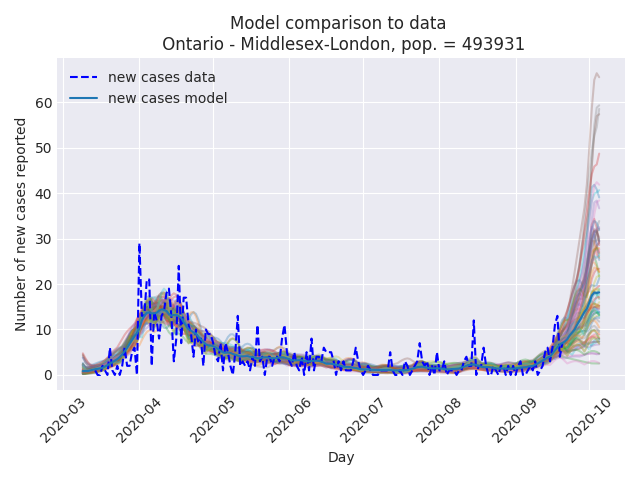 Model comparison to data
Ontario - Middlesex-London, pop. = 493931
new cases data
new cases model
Number of new cases reported
60
50
40
30
20
10
0
2020-03
2020-04
2020-05
2020-06
2020-07
2020-08
2020-09
2020-10
Day